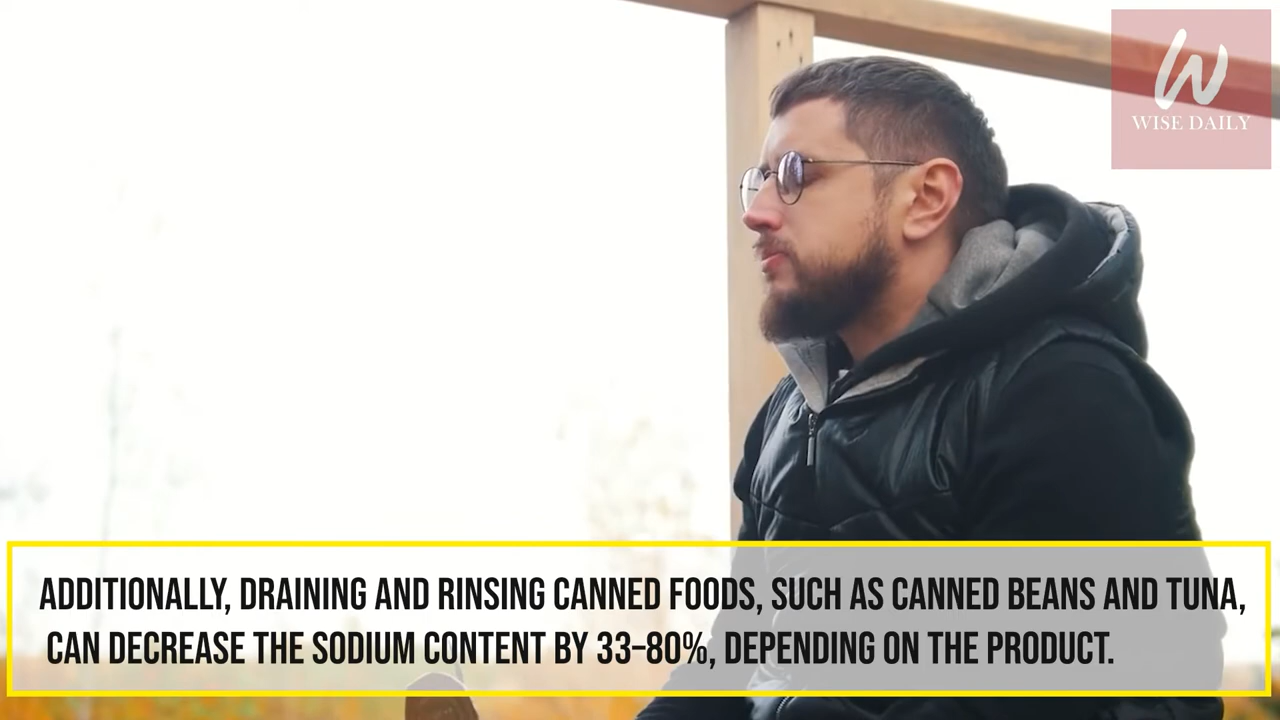 W
WISE DAILY
ADDITIONALLY, DRAINING AND RINSING CANNED FOODS, SUCH AS CANNED BEANS AND TUNA,
CAN DECREASE THE SODIUM CONTENT BY 33–80%, DEPENDING ON THE PRODUCT.